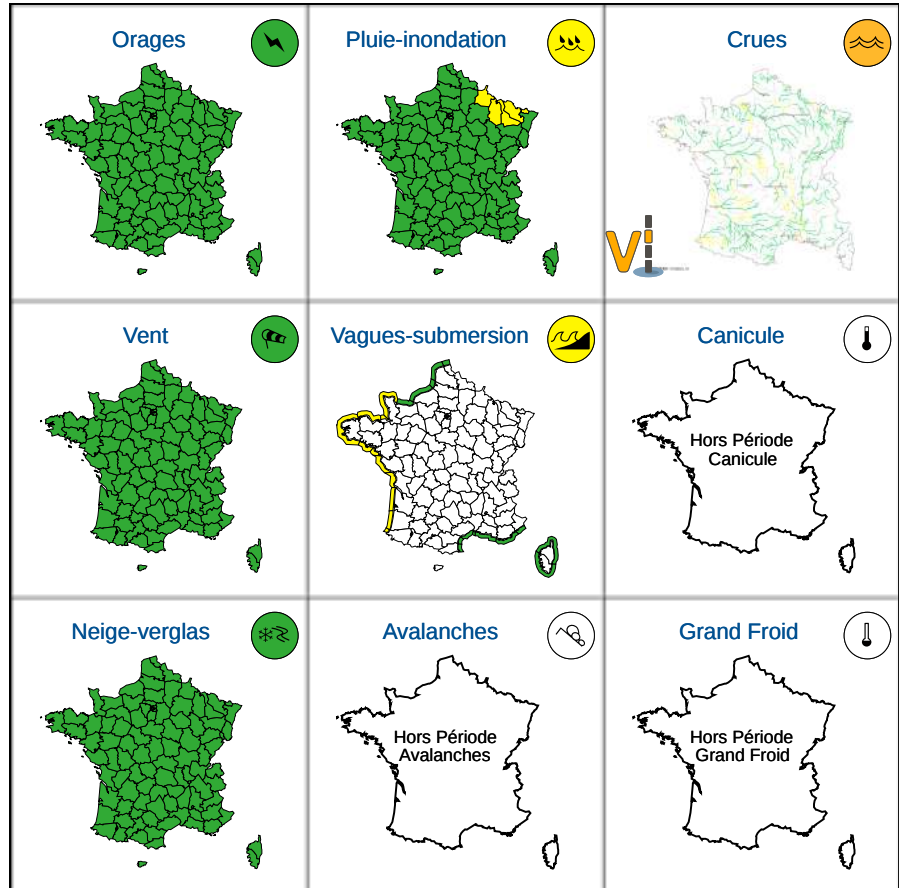 Orages
Pluie-inondation
Crues
Vi
Vent
Vagues-submersion
Canicule
Hors Période
Canicule
Neige-verglas
Avalanches
Hors Période
Avalanches
Grand Froid
Hors Période
Grand Froid